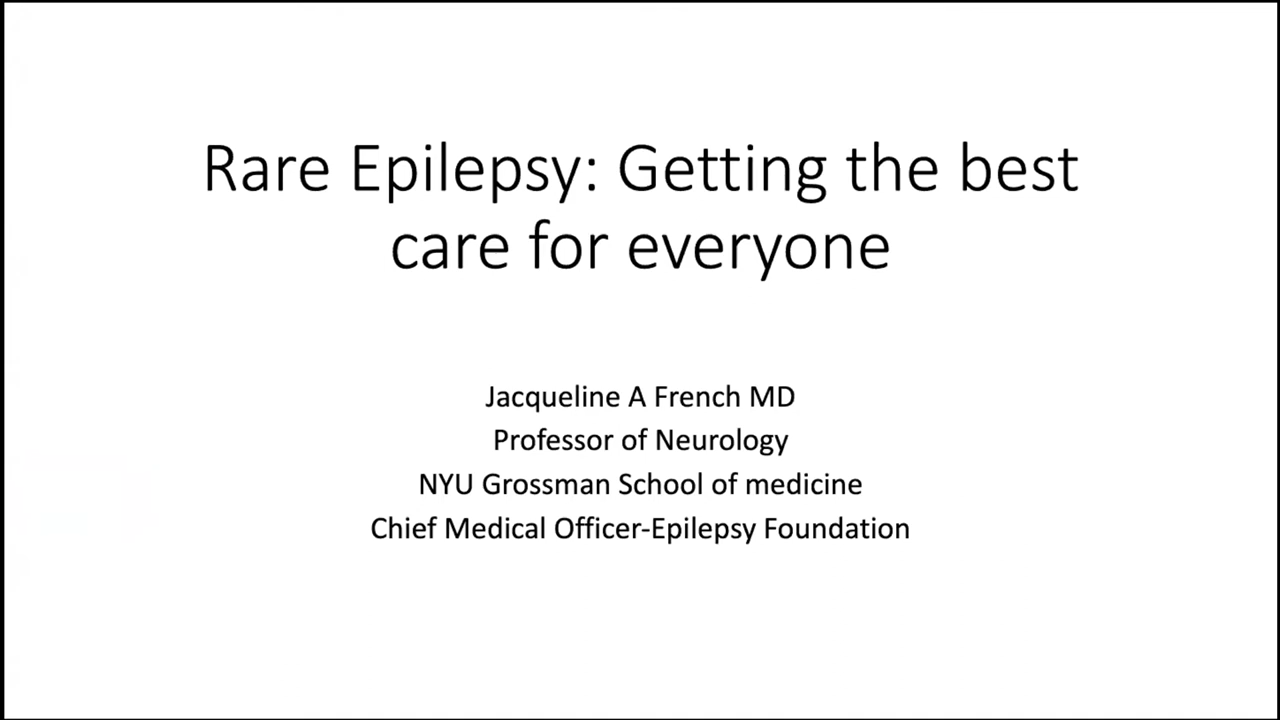 Rare Epilepsy: Getting the best
care for everyone
Jacqueline A French MD
Professor of Neurology
NYU Grossman School of medicine
Chief Medical Officer-Epilepsy Foundation